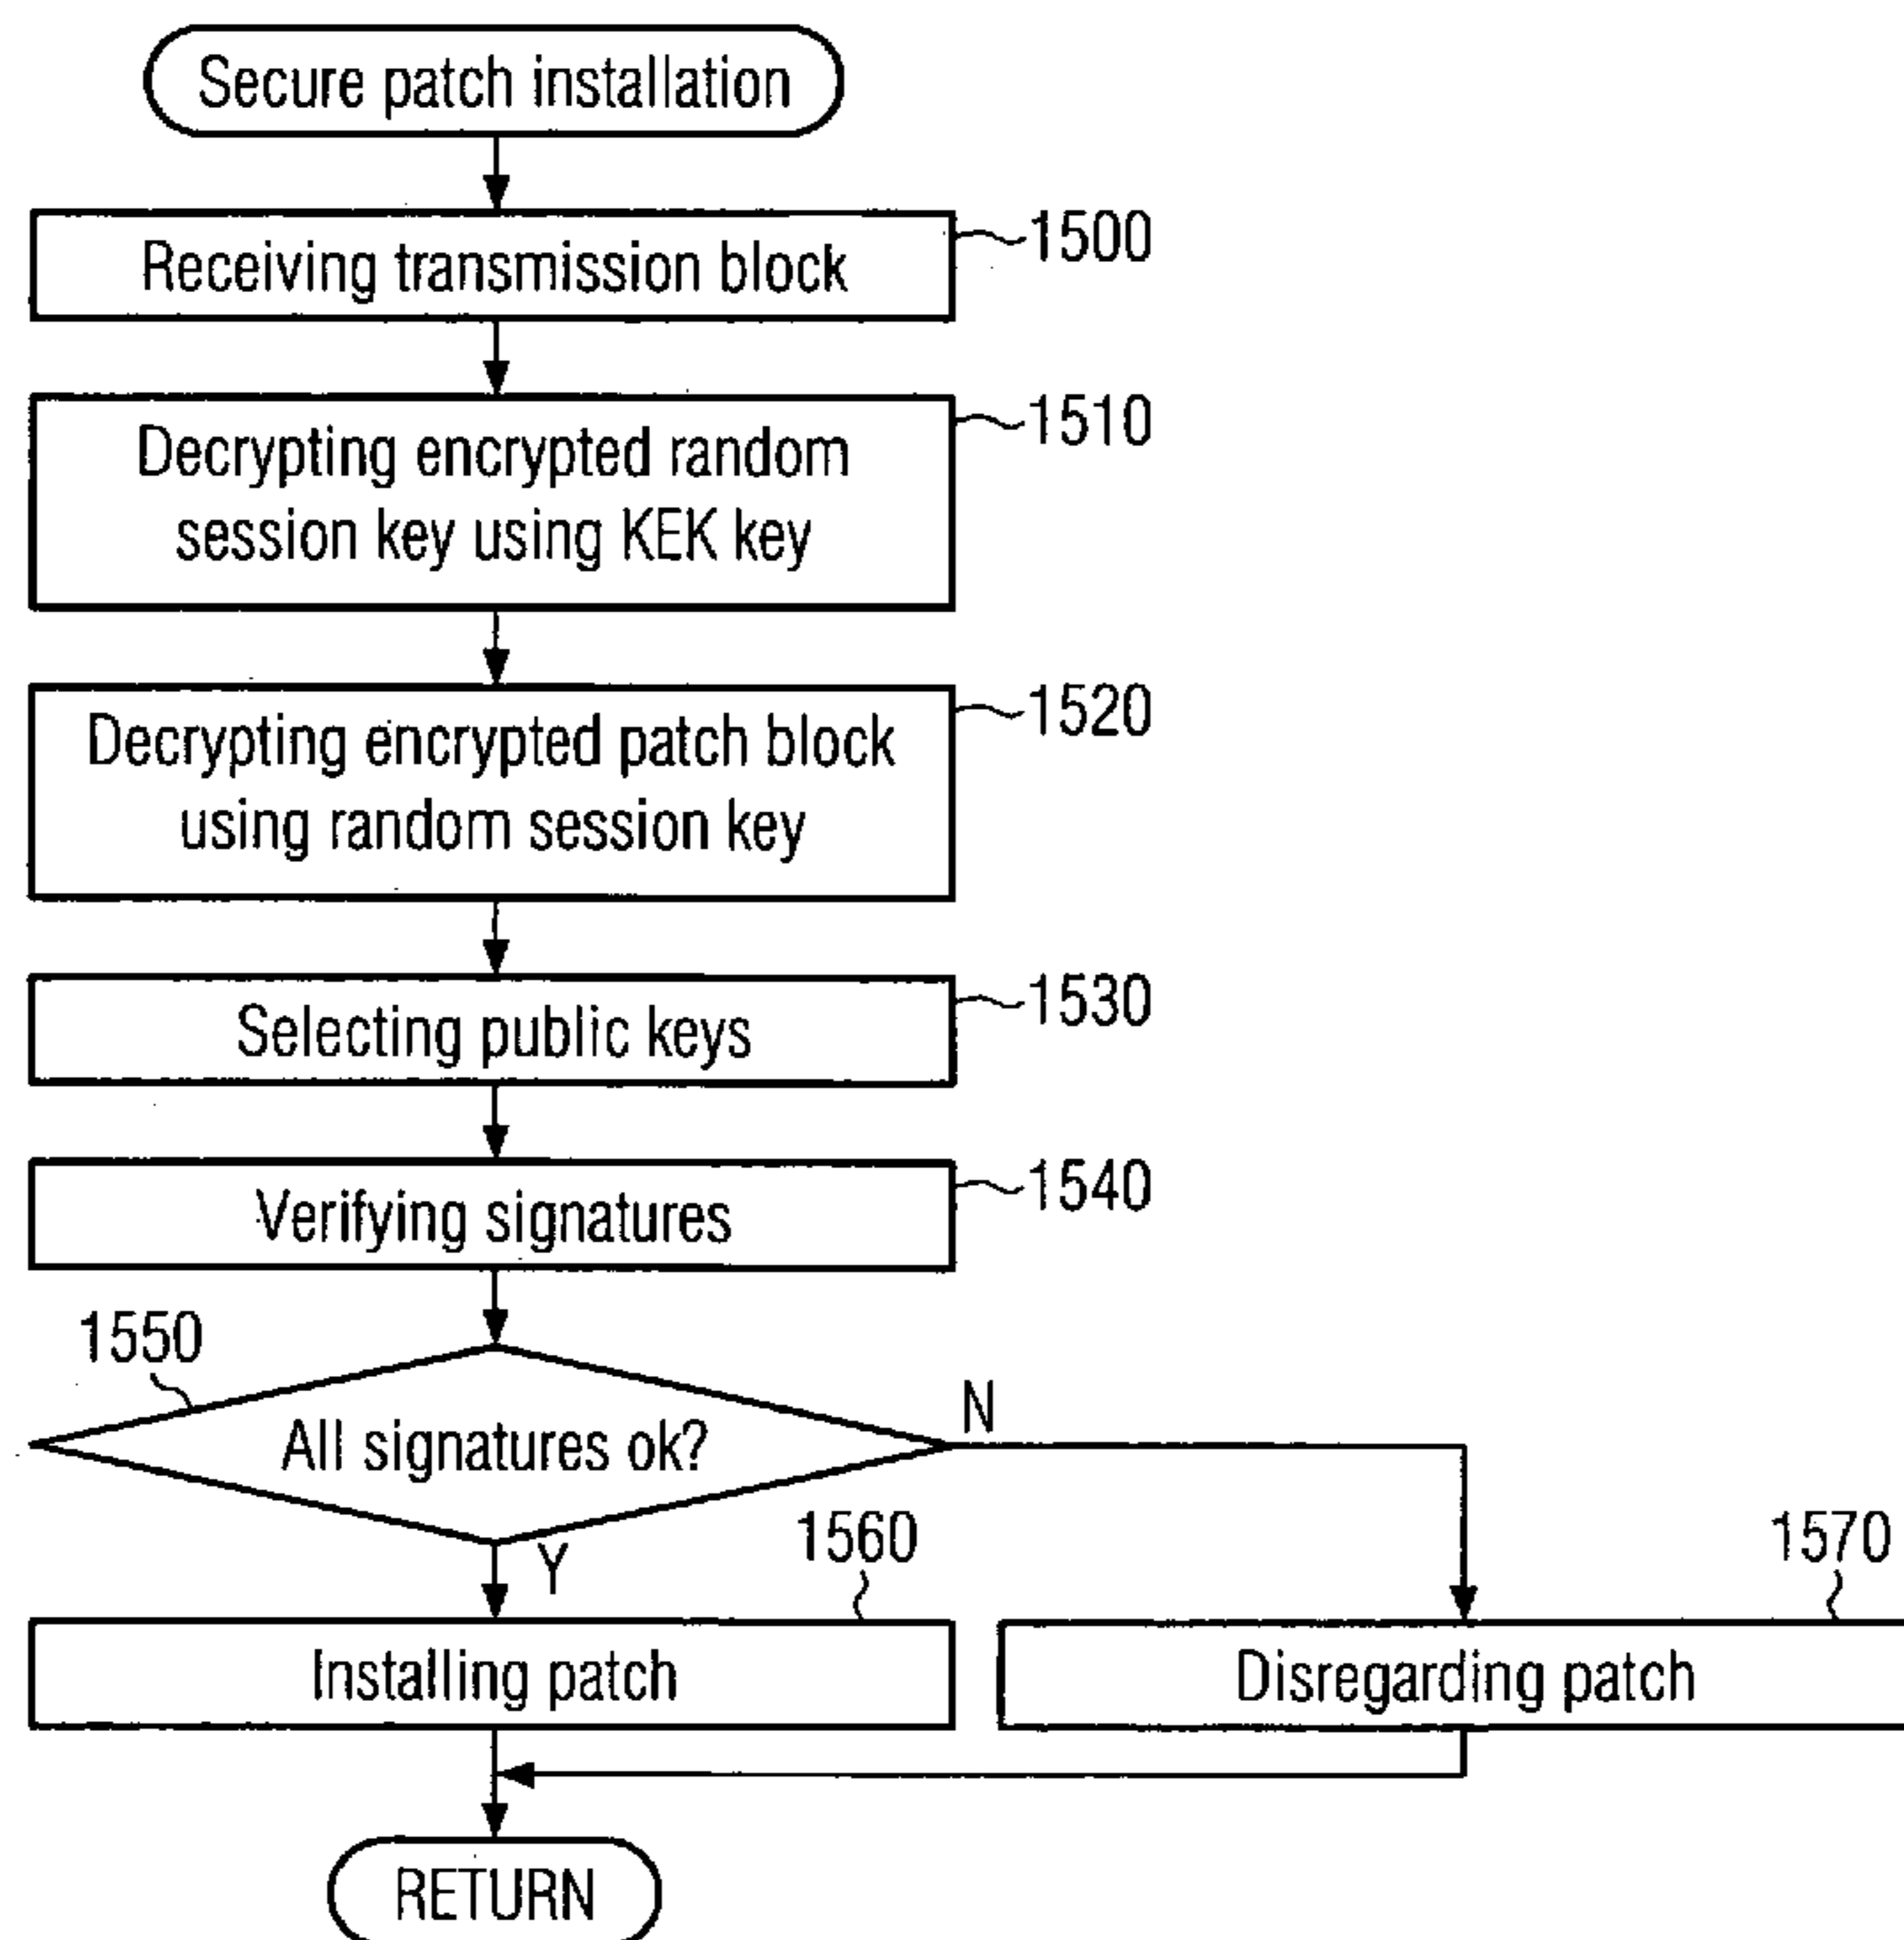 Secure patch installation
Receiving transmission block
1500
Decrypting encrypted random
session key using KEK key
1510
Decrypting encrypted patch block
using random session key
1520
Selecting public keys
1530
Verifying signatures
1540
1550
All signatures ok?
N
Y
1560
1570
Installing patch
Disregarding patch
RETURN